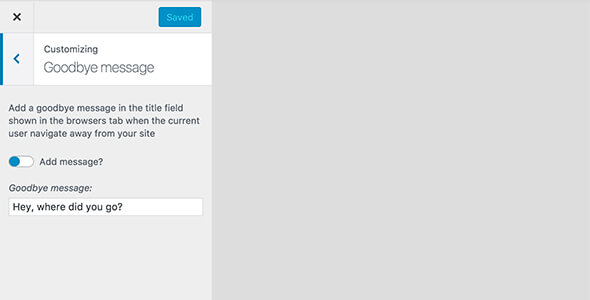 Saved
Customizing
Goodbye message
Add a goodbye message in the title field
shown in the browsers tab when the current
user navigate away from your site
Add message?
Goodbye message:
Hey, where did you go?